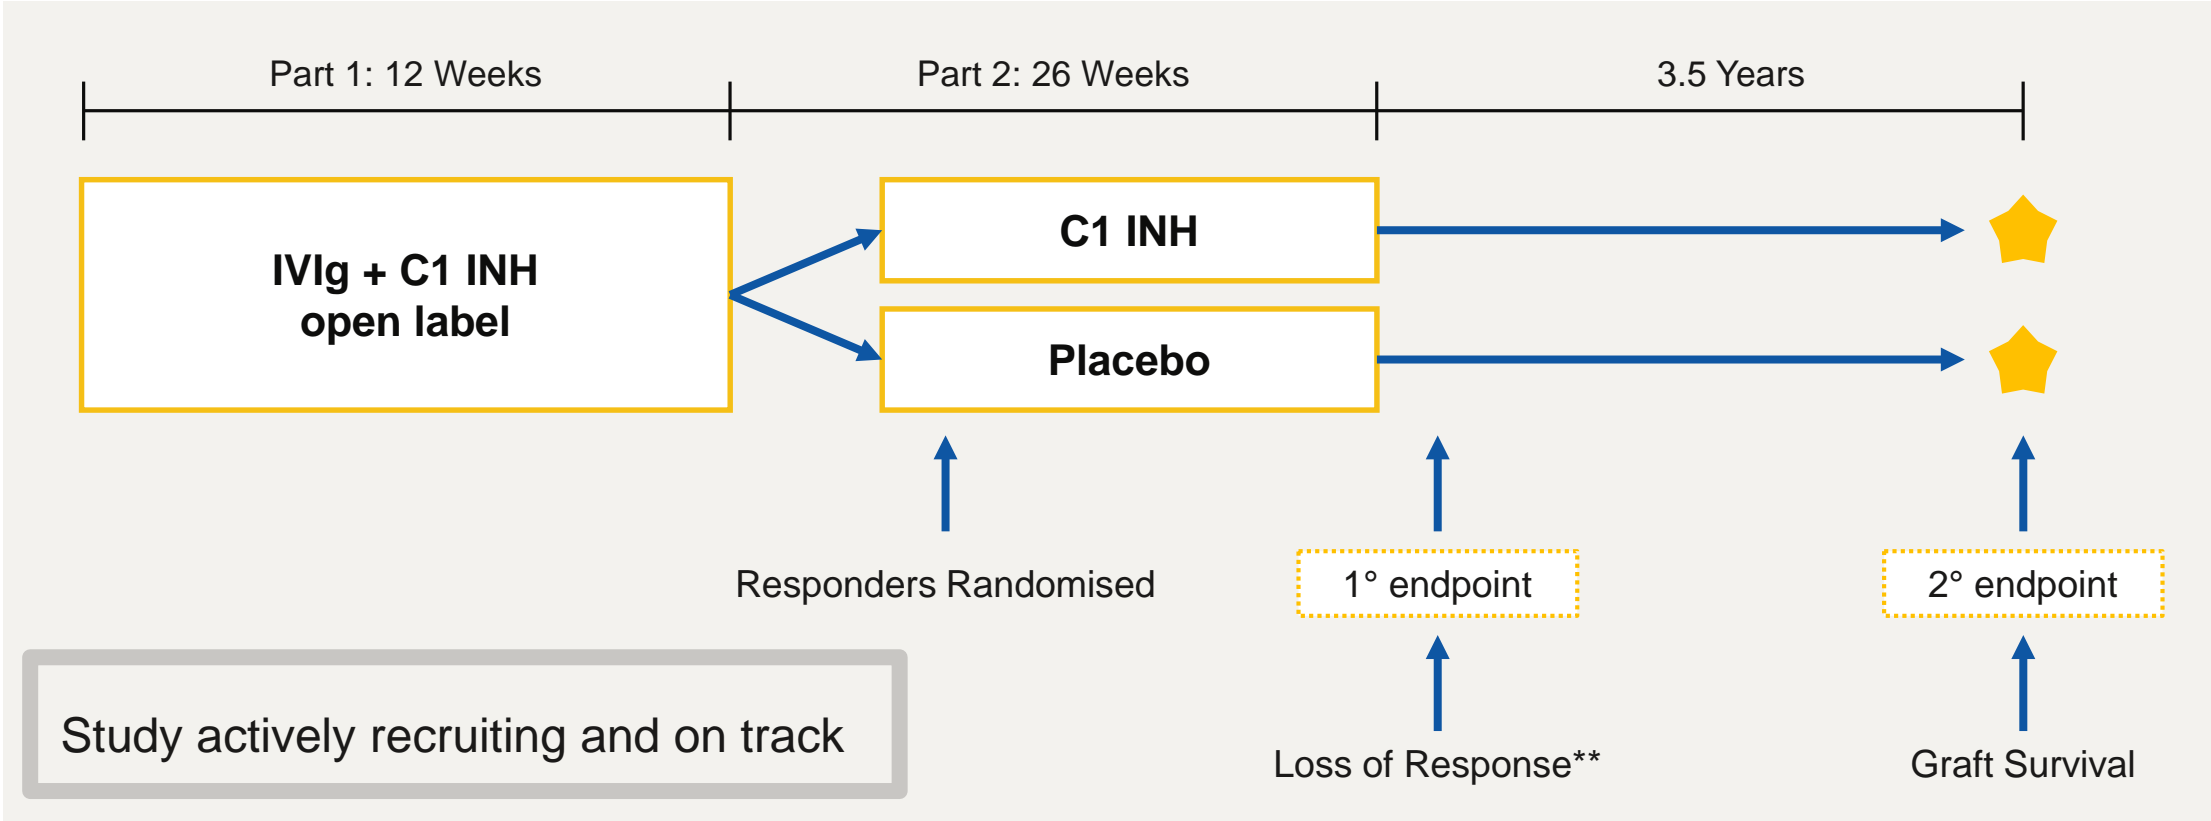 Part 1: 12 Weeks
Part 2: 26 Weeks
3.5 Years
IVIg + C1 INH
open label
C1 INH
Placebo
Responders Randomised
1° endpoint
2° endpoint
Loss of Response**
Graft Survival
Study actively recruiting and on track